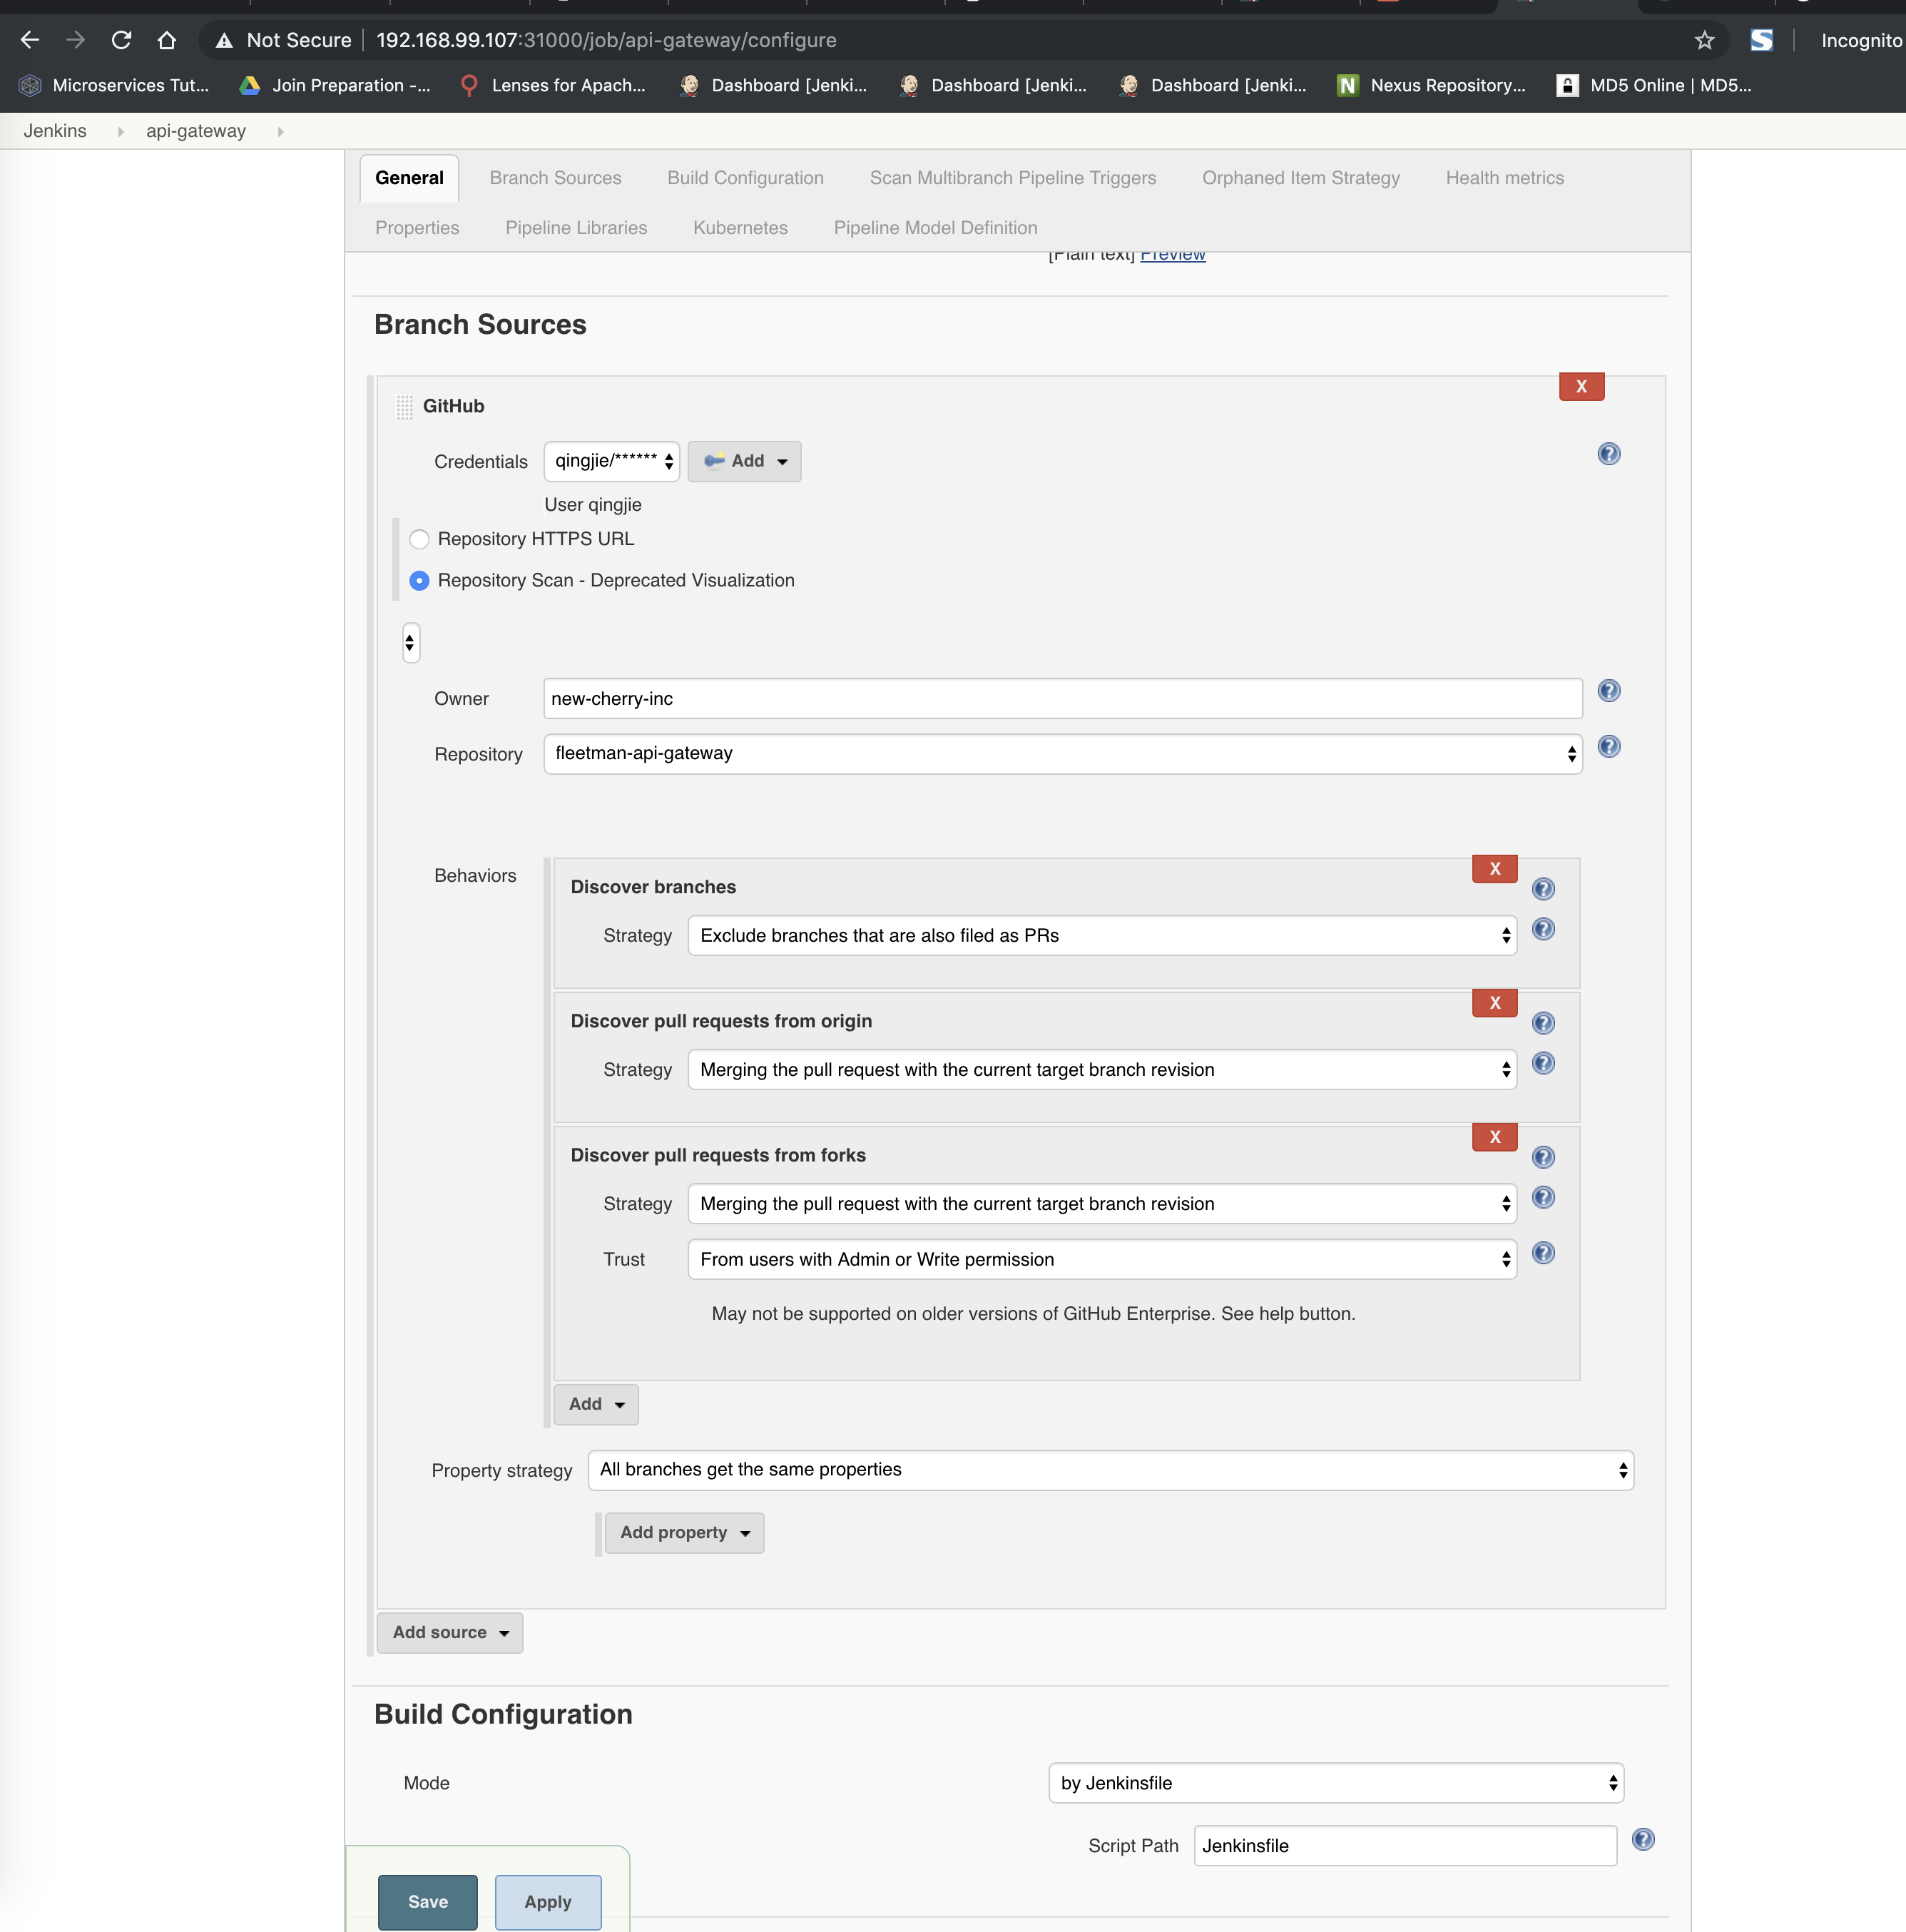 Not Secure 192.168.99.107:31000/job/api-gateway/configure Incognito
Microservices Tut... Join Preparation -... Lenses for Apach... Dashboard [Jenki... Dashboard [Jenki... Dashboard [Jenki... Nexus Repository... MD5 Online | MD5...
Jenkins api-gateway
General Branch Sources Build Configuration Scan Multibranch Pipeline Triggers Orphaned Item Strategy Health metrics
Properties Pipeline Libraries Kubernetes Pipeline Model Definition
[Plain text] Preview
Branch Sources
X
GitHub
Credentials qingjie/****** Add
User qingjie
Repository HTTPS URL
Repository Scan - Deprecated Visualization
Owner new-cherry-inc
Repository fleetman-api-gateway
Behaviors
X
Discover branches
Strategy Exclude branches that are also filed as PRs
X
Discover pull requests from origin
Strategy Merging the pull request with the current target branch revision
X
Discover pull requests from forks
Strategy Merging the pull request with the current target branch revision
Trust From users with Admin or Write permission
May not be supported on older versions of GitHub Enterprise. See help button.
Add
Property strategy All branches get the same properties
Add property
Add source
Build Configuration
Mode by Jenkinsfile
Script Path Jenkinsfile
Save Apply